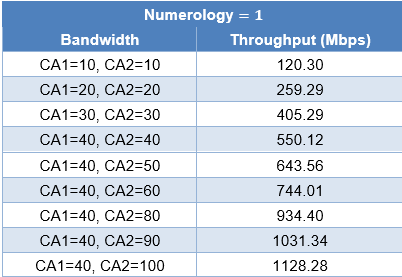 Numerology = 1
Bandwidth Throughput (Mbps)
CA1=10, CA2=10 120.30
CA1=20, CA2=20 259.29
CA1=30, CA2=30 405.29
CA1=40, CA2=40 550.12
CA1=40, CA2=50 643.56
CA1=40, CA2=60 744.01
CA1=40, CA2=80 934.40
CA1=40, CA2=90 1031.34
CA1=40, CA2=100 1128.28